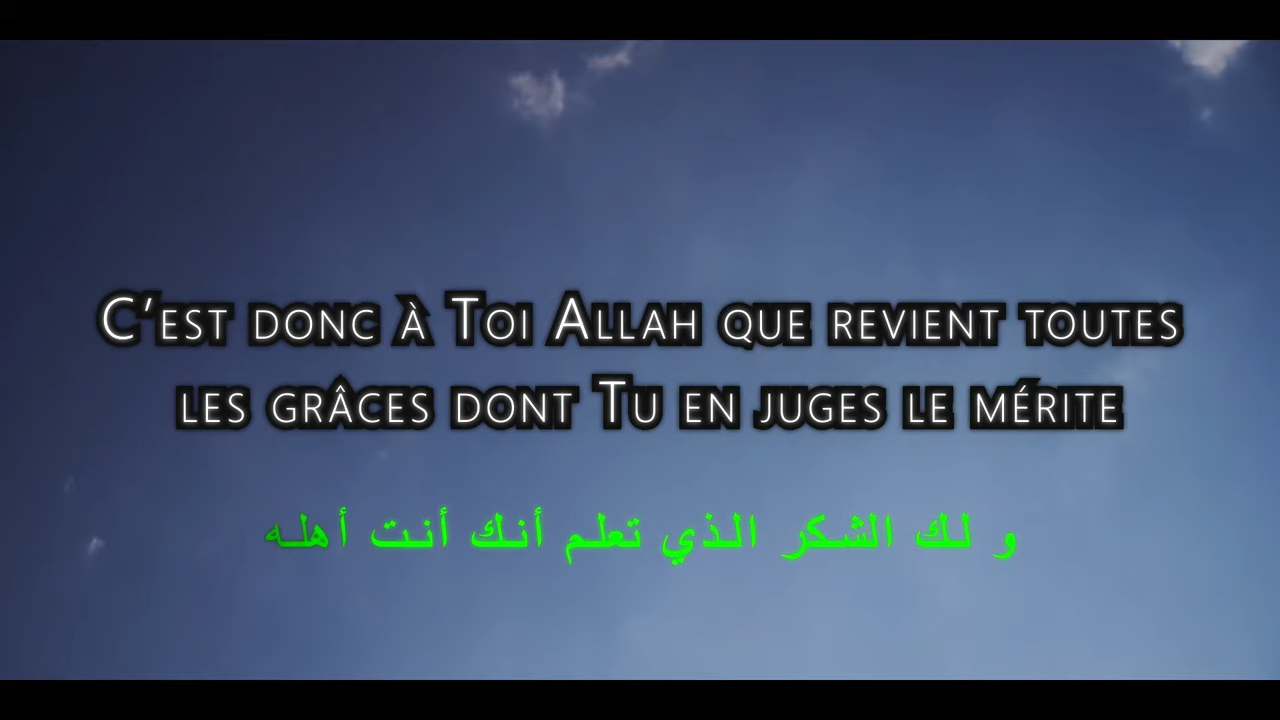 C’est donc à Toi Allah que revient toutes
les grâces dont Tu en juges le mérite
و لك الشكر الذي تعلم أنك أنت أهله